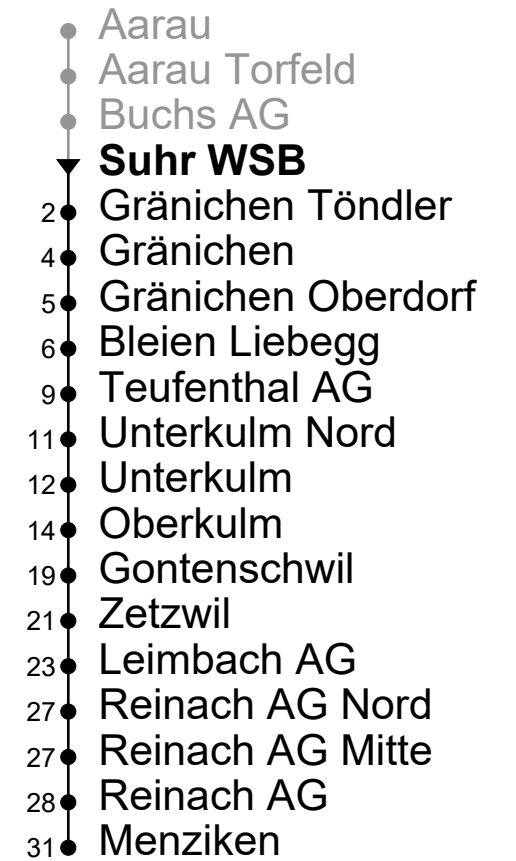 Aarau
Aarau Torfeld
Buchs AG
Suhr WSB
2 Gränichen Töndler
4 Gränichen
5 Gränichen Oberdorf
6 Bleien Liebegg
9 Teufenthal AG
11 Unterkulm Nord
12 Unterkulm
14 Oberkulm
19 Gontenschwil
21 Zetzwil
23 Leimbach AG
27 Reinach AG Nord
27 Reinach AG Mitte
28 Reinach AG
31 Menziken